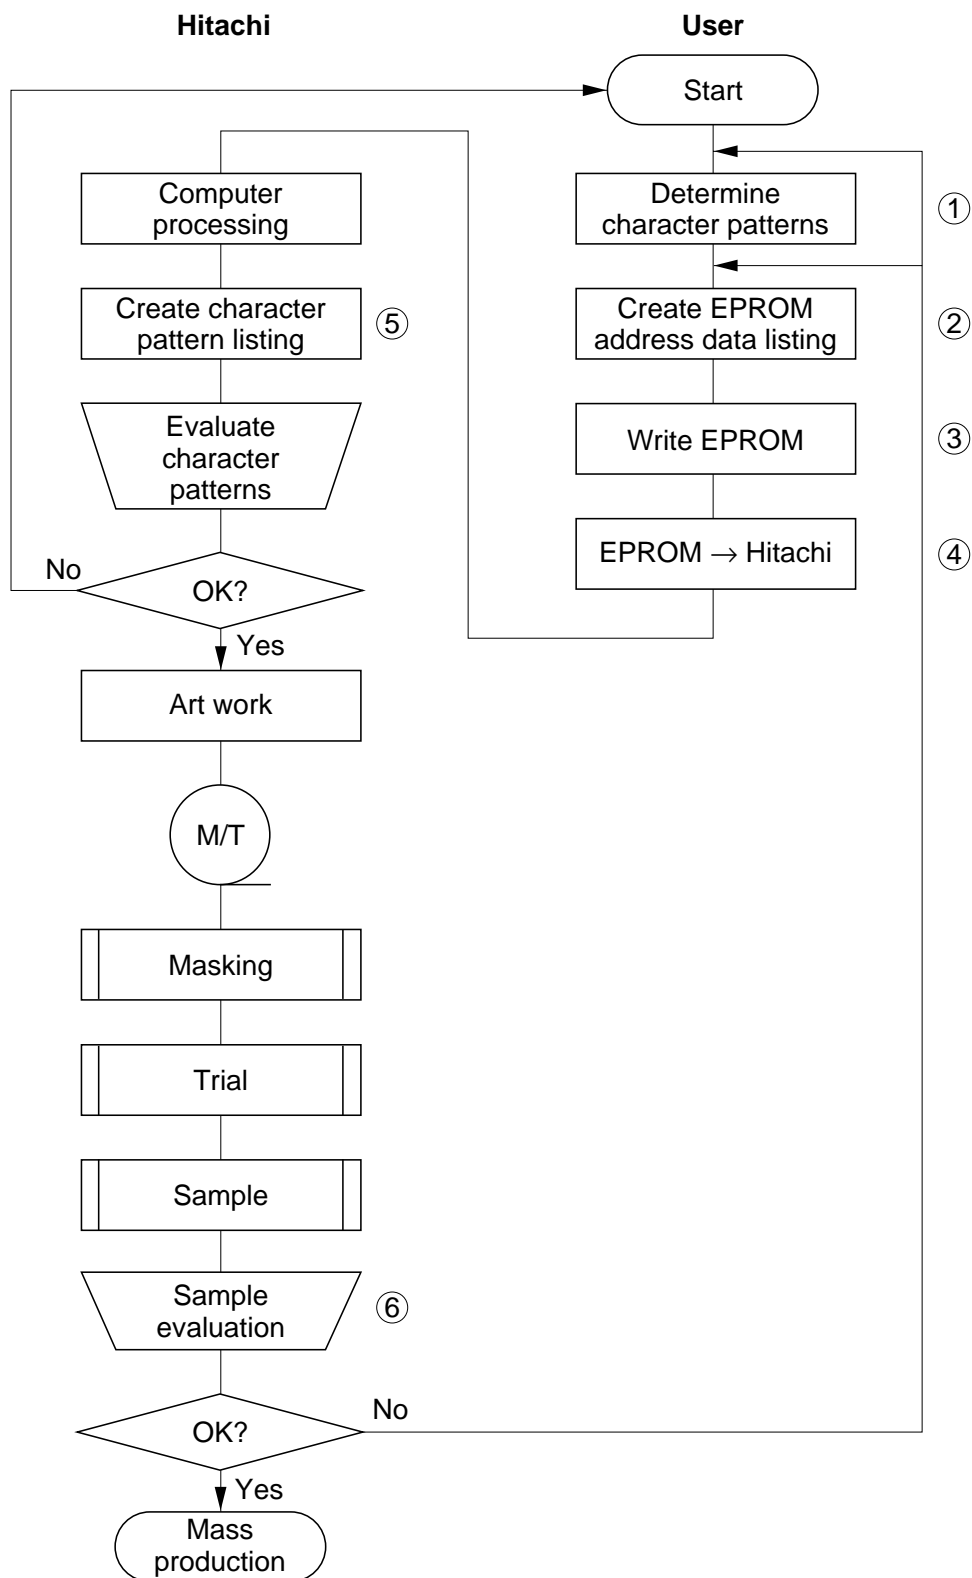 Hitachi
User
Start
Determine
character patterns
①
Create EPROM
address data listing
②
Write EPROM
③
EPROM → Hitachi
④
Computer
processing
Create character
pattern listing
⑤
Evaluate
character
patterns
No
OK?
Yes
Art work
M/T
Masking
Trial
Sample
Sample
evaluation
⑥
OK?
No
Yes
Mass
production